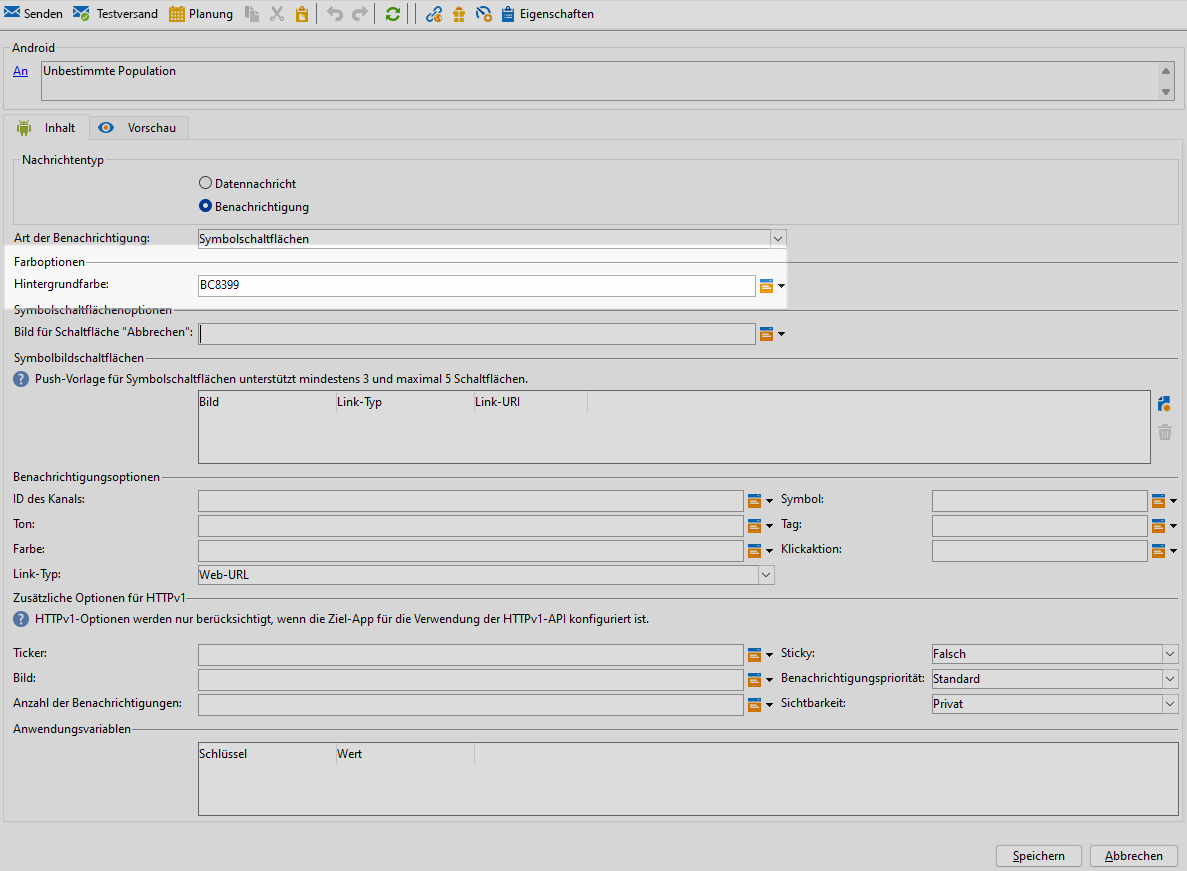 Senden Testversand Planung Eigenschaften
Android
An Unbestimmte Population
Inhalt Vorschau
Nachrichtentyp
Datennachricht
Benachrichtigung
Art der Benachrichtigung: Symbolschaltflächen
Farboptionen
Hintergrundfarbe: BC8399
Symbolschaltflächenoptionen
Bild für Schaltfläche "Abbrechen":
Symbolbildschaltflächen
? Push-Vorlage für Symbolschaltflächen unterstützt mindestens 3 und maximal 5 Schaltflächen.
Bild Link-Typ Link-URI
Benachrichtigungsoptionen
ID des Kanals: Symbol:
Ton: Tag:
Farbe: Klickaktion:
Link-Typ: Web-URL
Zusätzliche Optionen für HTTPv1
? HTTPv1-Optionen werden nur berücksichtigt, wenn die Ziel-App für die Verwendung der HTTPv1-API konfiguriert ist.
Ticker: Sticky: Falsch
Bild: Benachrichtigungspriorität: Standard
Anzahl der Benachrichtigungen: Sichtbarkeit: Privat
Anwendungsvariablen
Schlüssel Wert
Speichern Abbrechen